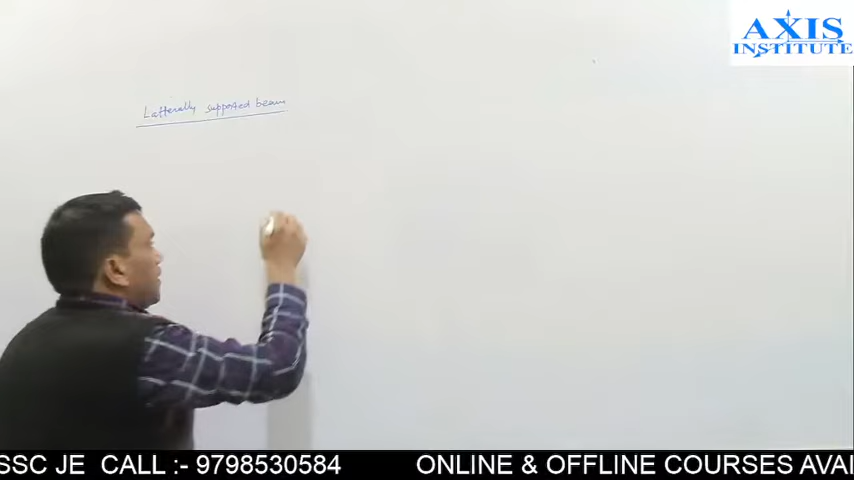 AXIS
INSTITUTE
Latterally supported beam
SSC JE CALL :- 9798530584 ONLINE & OFFLINE COURSES AVAI